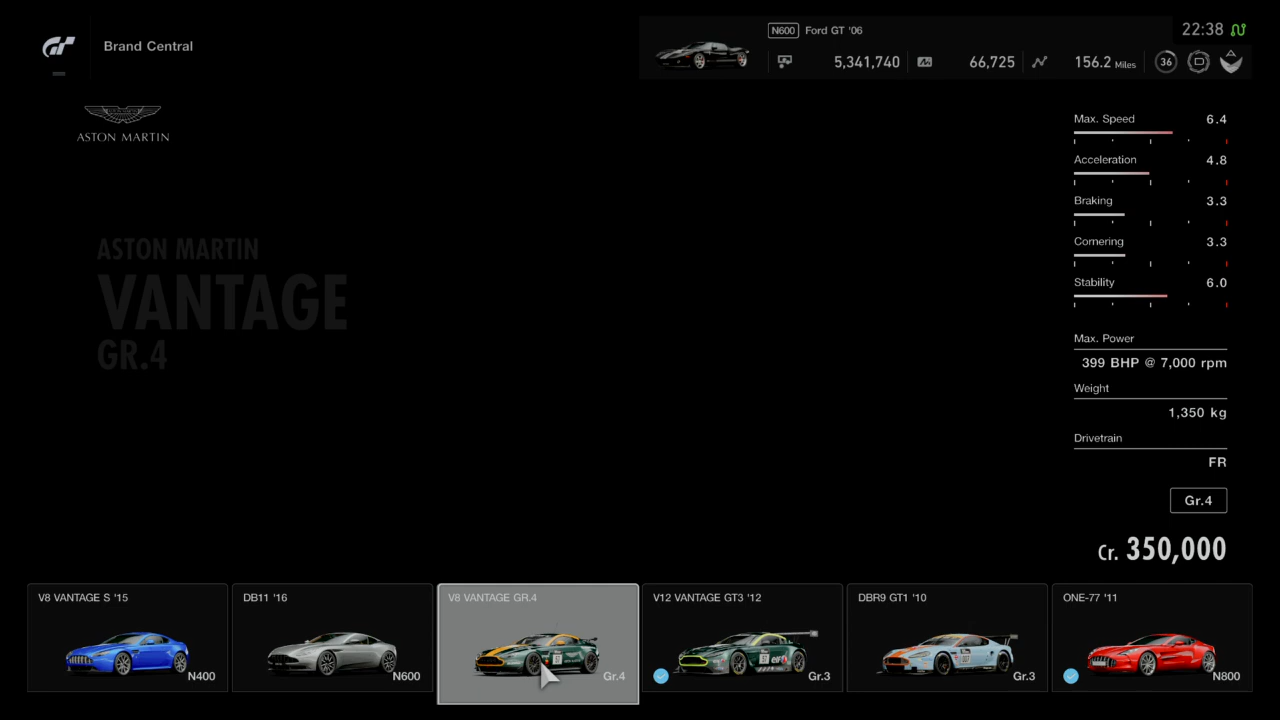 Brand Central
N600 Ford GT '06
22:38
5,341,740
66,725
156.2 Miles
36
D
ASTON MARTIN
ASTON MARTIN
VANTAGE
GR.4
Max. Speed 6.4
Acceleration 4.8
Braking 3.3
Cornering 3.3
Stability 6.0
Max. Power
399 BHP @ 7,000 rpm
Weight
1,350 kg
Drivetrain
FR
Gr.4
Cr. 350,000
V8 VANTAGE S '15
N400
DB11 '16
N600
V8 VANTAGE GR.4
Gr.4
V12 VANTAGE GT3 '12
Gr.3
DBR9 GT1 '10
Gr.3
ONE-77 '11
N800